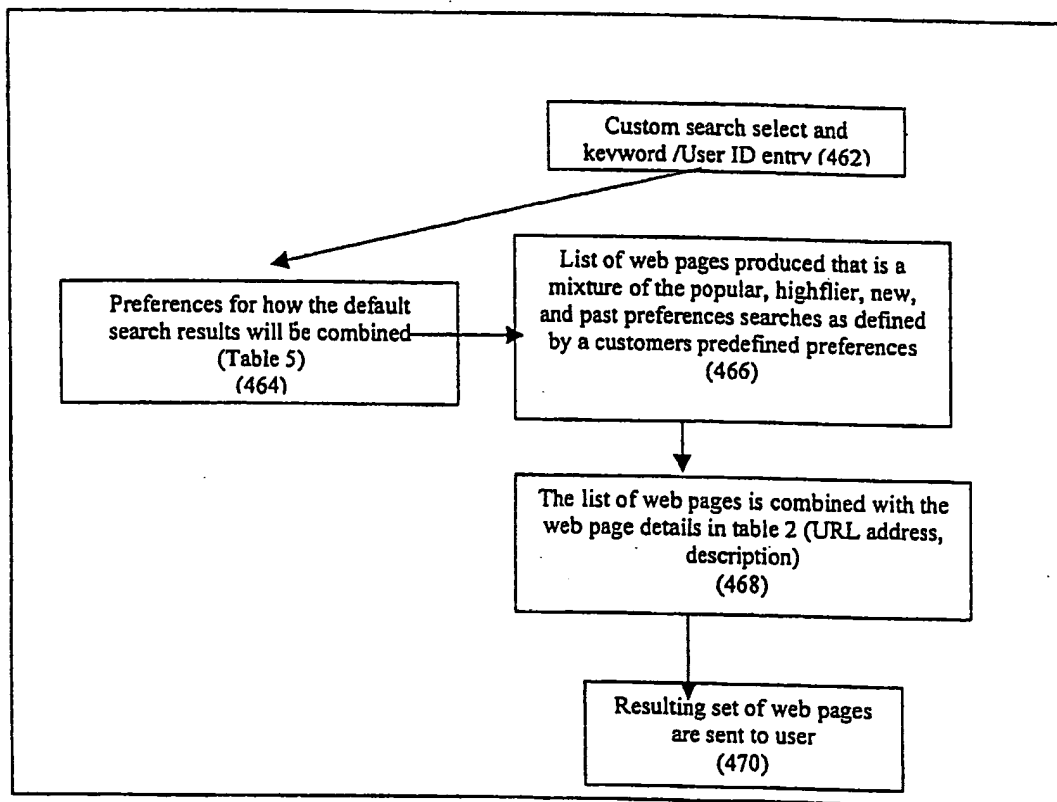 Custom search select and
keyword /User ID entry (462)
Preferences for how the default
search results will be combined
(Table 5)
(464)
List of web pages produced that is a
mixture of the popular, highflier, new,
and past preferences searches as defined
by a customers predefined preferences
(466)
The list of web pages is combined with the
web page details in table 2 (URL address,
description)
(468)
Resulting set of web pages
are sent to user
(470)